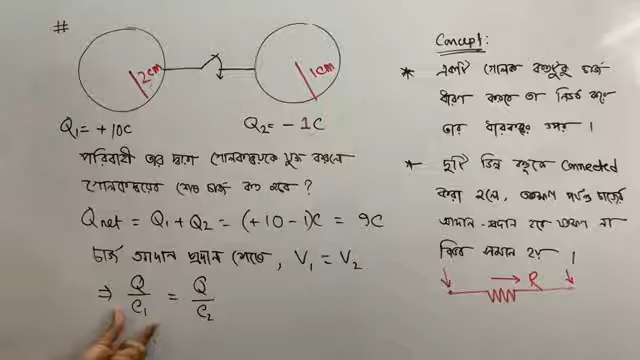 #
2cm
1cm
Q₁ = +10C
Q₂ = - 1C
পরিবাহী তার দ্বারা গোলকদ্বয়কে যুক্ত করলে
গোলকদ্বয়ের শেষ চার্জ কত হবে ?
Qnet = Q₁ + Q₂ = (+10 - 1)C = 9C
চার্জ আদান প্রদান শেষে, V₁ = V₂
⇒ Q/C₁ = Q/C₂
Concept:
* একটি গোলক কতটুকু চার্জ
ধারণ করবে তা নির্ভর করে
তার ধারকত্বের উপর ।
* দুটি ভিন্ন বস্তুকে Connected
করা হলে, ততক্ষণ পর্যন্ত চার্জের
আদান-প্রদান হবে যতক্ষণ না
বিভব সমান হয় ।
R